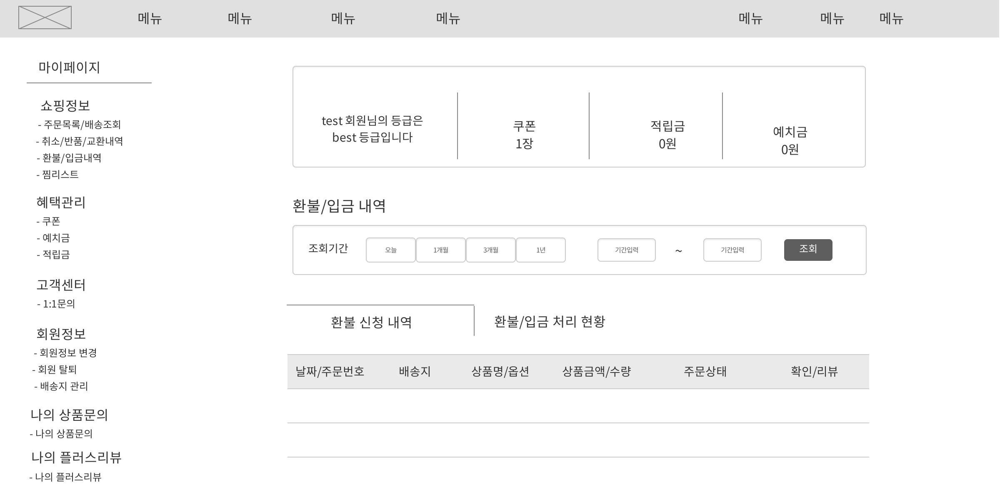 메뉴 메뉴 메뉴 메뉴 메뉴 메뉴 메뉴
마이페이지
쇼핑정보
- 주문목록/배송조회
- 취소/반품/교환내역
- 환불/입금내역
- 찜리스트
혜택관리
- 쿠폰
- 예치금
- 적립금
고객센터
- 1:1문의
회원정보
- 회원정보 변경
- 회원 탈퇴
- 배송지 관리
나의 상품문의
- 나의 상품문의
나의 플러스리뷰
- 나의 플러스리뷰
test 회원님의 등급은
best 등급입니다
쿠폰
1장
적립금
0원
예치금
0원
환불/입금 내역
조회기간 오늘 1개월 3개월 1년 기간입력 ~ 기간입력 조회
환불 신청 내역 환불/입금 처리 현황
날짜/주문번호 배송지 상품명/옵션 상품금액/수량 주문상태 확인/리뷰